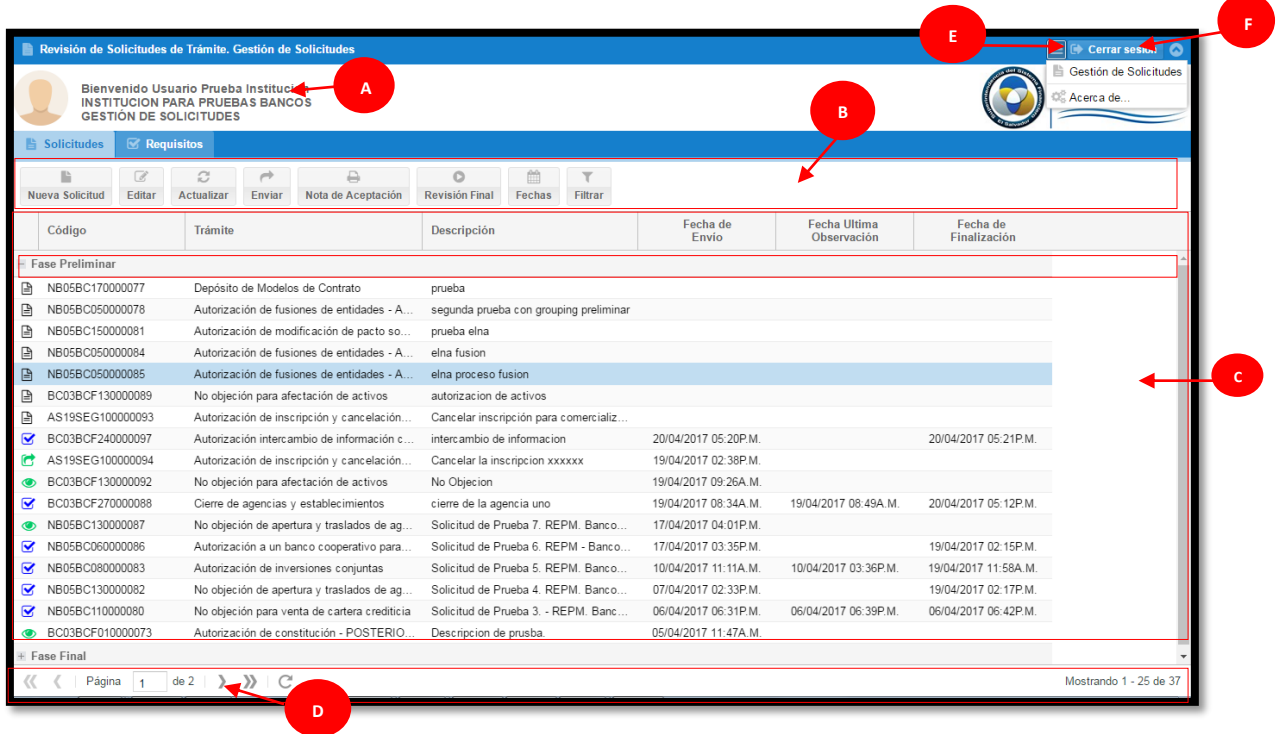 E
F
Revisión de Solicitudes de Trámite. Gestión de Solicitudes
Cerrar sesión
Gestión de Solicitudes
Acerca de...
A
Bienvenido Usuario Prueba Institución
INSTITUCION PARA PRUEBAS BANCOS
GESTIÓN DE SOLICITUDES
B
Solicitudes Requisitos
Nueva Solicitud Editar Actualizar Enviar Nota de Aceptación Revisión Final Fechas Filtrar
Código Trámite Descripción Fecha de Envío Fecha Ultima Observación Fecha de Finalización
Fase Preliminar
NB05BC170000077 Depósito de Modelos de Contrato prueba
NB05BC050000078 Autorización de fusiones de entidades - A... segunda prueba con grouping preliminar
NB05BC150000081 Autorización de modificación de pacto so... prueba elna
NB05BC050000084 Autorización de fusiones de entidades - A... elna fusion
NB05BC050000085 Autorización de fusiones de entidades - A... elna proceso fusion
C
BC03BCF130000089 No objeción para afectación de activos autorizacion de activos
AS19SEG100000093 Autorización de inscripción y cancelación... Cancelar inscripción para comercializ...
BC03BCF240000097 Autorización intercambio de información c... intercambio de informacion 20/04/2017 05:20P.M. 20/04/2017 05:21P.M.
AS19SEG100000094 Autorización de inscripción y cancelación... Cancelar la inscripcion xxxxxx 19/04/2017 02:38P.M.
BC03BCF130000092 No objeción para afectación de activos No Objecion 19/04/2017 09:26A.M.
BC03BCF270000088 Cierre de agencias y establecimientos cierre de la agencia uno 19/04/2017 08:34A.M. 19/04/2017 08:49A.M. 20/04/2017 05:12P.M.
NB05BC130000087 No objeción de apertura y traslados de ag... Solicitud de Prueba 7. REPM. Banco... 17/04/2017 04:01P.M.
NB05BC060000086 Autorización a un banco cooperativo para... Solicitud de Prueba 6. REPM - Banco... 17/04/2017 03:35P.M. 19/04/2017 02:15P.M.
NB05BC080000083 Autorización de inversiones conjuntas Solicitud de Prueba 5. REPM. Banco... 10/04/2017 11:11A.M. 10/04/2017 03:36P.M. 19/04/2017 11:58A.M.
NB05BC130000082 No objeción de apertura y traslados de ag... Solicitud de Prueba 4. REPM. Banco... 07/04/2017 02:33P.M. 19/04/2017 02:17P.M.
NB05BC110000080 No objeción para venta de cartera crediticia Solicitud de Prueba 3. - REPM. Banc... 06/04/2017 06:31P.M. 06/04/2017 06:39P.M. 06/04/2017 06:42P.M.
BC03BCF010000073 Autorización de constitución - POSTERIO... Descripcion de prusba. 05/04/2017 11:47A.M.
Fase Final
Página 1 de 2 Mostrando 1 - 25 de 37
D